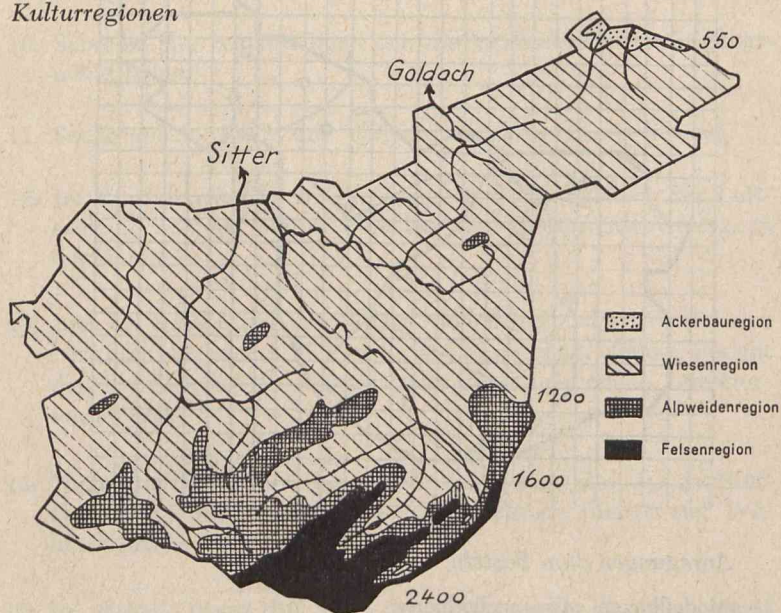 Kulturregionen
550
Goldach
Sitter
Ackerbauregion
Wiesenregion
1200
Alpweidenregion
Felsenregion
1600
2400